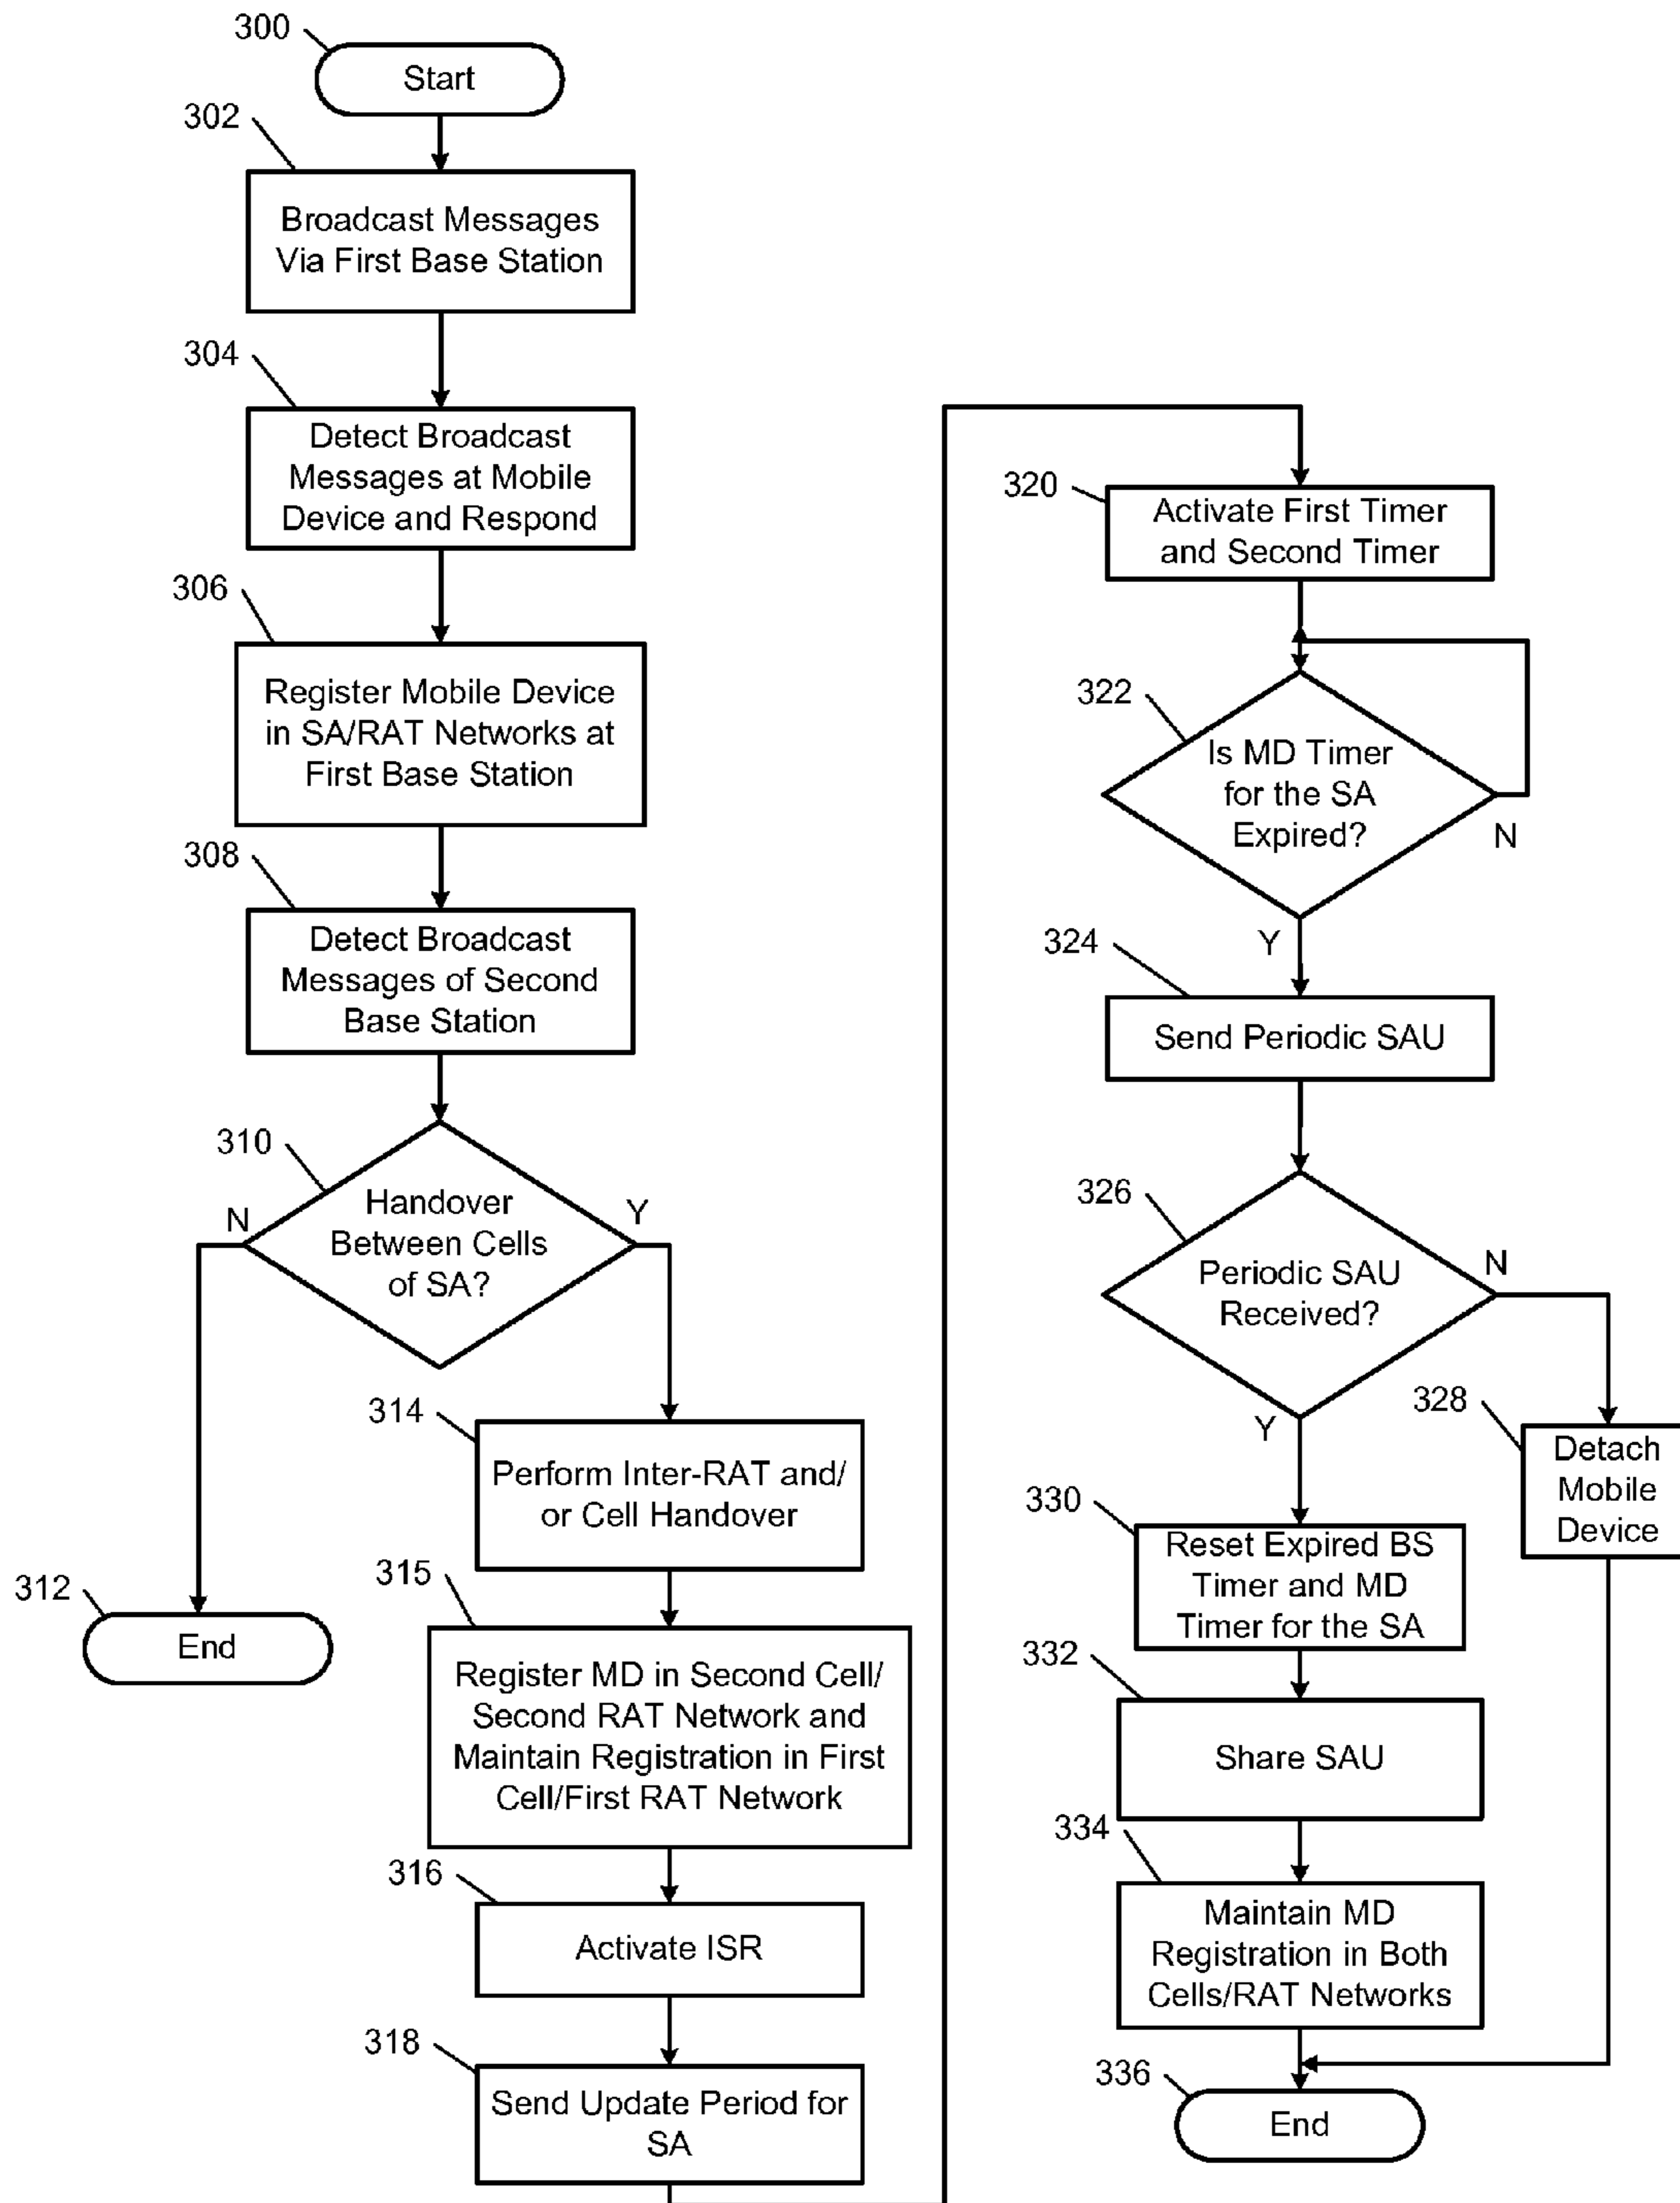 300
Start
302
Broadcast Messages
Via First Base Station
304
Detect Broadcast
Messages at Mobile
Device and Respond
306
Register Mobile Device
in SA/RAT Networks at
First Base Station
308
Detect Broadcast
Messages of Second
Base Station
310
Handover
Between Cells
of SA?
N
Y
312
End
314
Perform Inter-RAT and/
or Cell Handover
315
Register MD in Second Cell/
Second RAT Network and
Maintain Registration in First
Cell/First RAT Network
316
Activate ISR
318
Send Update Period for
SA
320
Activate First Timer
and Second Timer
322
Is MD Timer
for the SA
Expired?
N
Y
324
Send Periodic SAU
326
Periodic SAU
Received?
N
Y
328
Detach
Mobile
Device
330
Reset Expired BS
Timer and MD
Timer for the SA
332
Share SAU
334
Maintain MD
Registration in Both
Cells/RAT Networks
336
End